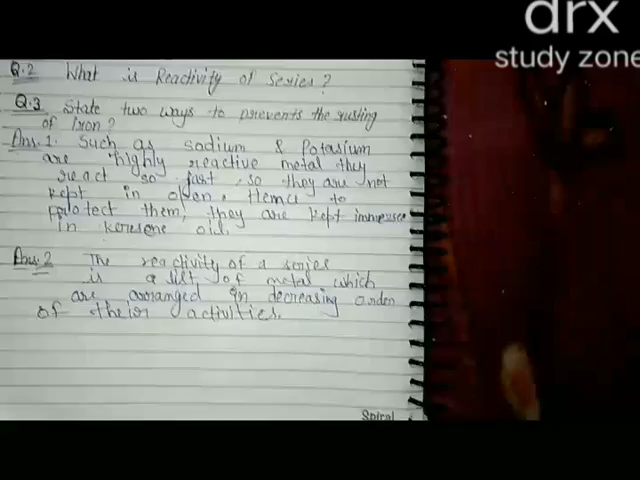 drx
study zone
Q.2 What is Reactivity of Series?
Q.3 State two ways to prevents the rusting
of Iron?
Ans.1. Such as sodium & Potasium
are highly reactive metal they
react so fast, so they are not
kept in open. Hence to
protect them, they are kept immerse
in keresene oil.
Ans.2 The reactivity of a series
is a list of metal which
are arranged in decreasing order
of their activities.
Spiral